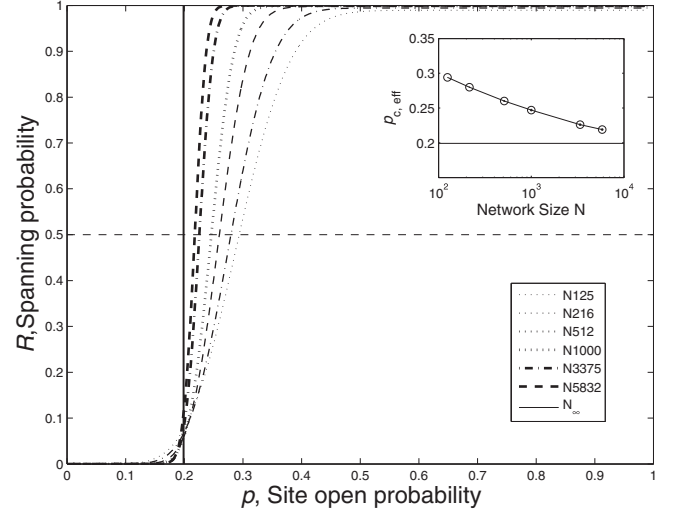 1
0.9
0.8
0.7
0.6
0.5
0.4
0.3
0.2
0.1
0
R,Spanning probability
0 0.1 0.2 0.3 0.4 0.5 0.6 0.7 0.8 0.9 1
p, Site open probability
0.35
0.3
0.25
0.2
0.15
p c, eff
10² 10³ 10⁴
Network Size N
N125
N216
N512
N1000
N3375
N5832
N∞